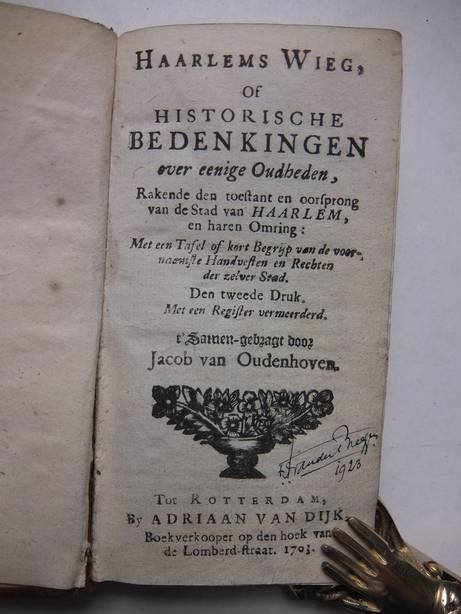 HAARLEMS WIEG,
OF
HISTORISCHE
BEDENKINGEN
over eenige Oudheden,
Rakende den toestant en oorsprong
van de Stad van HAARLEM,
en haren Omring:
Met een Tafel of kort Begrijp van de voor-
naemste Handvesten en Rechten
der zelver Stad.
Den tweede Druk.
Met een Register vermeerderd.
t'Samen-gebragt door
Jacob van Oudenhoven.
1923
Tot ROTTERDAM,
By ADRIAAN VAN DIJK,
Boekverkooper op den hoek van
de Lomberd-straat. 1703.